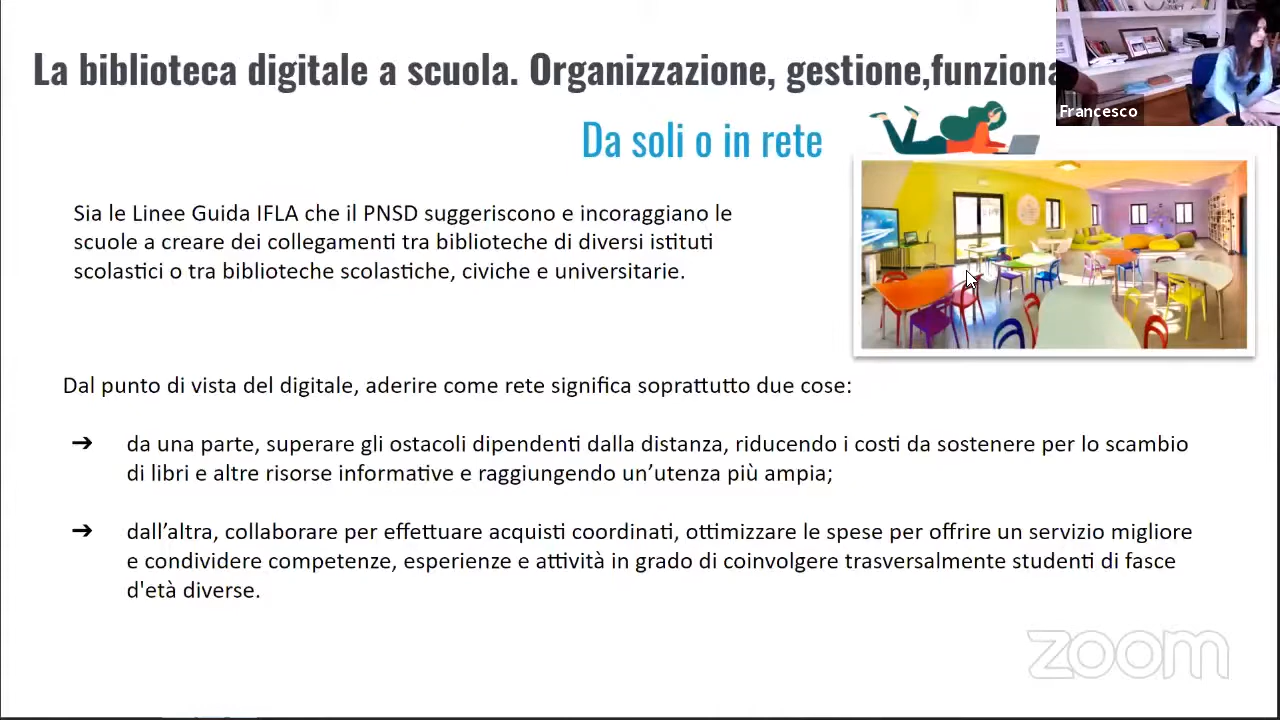 La biblioteca digitale a scuola. Organizzazione, gestione,funziona
Francesco
Da soli o in rete
Sia le Linee Guida IFLA che il PNSD suggeriscono e incoraggiano le
scuole a creare dei collegamenti tra biblioteche di diversi istituti
scolastici o tra biblioteche scolastiche, civiche e universitarie.
Dal punto di vista del digitale, aderire come rete significa soprattutto due cose:
➔ da una parte, superare gli ostacoli dipendenti dalla distanza, riducendo i costi da sostenere per lo scambio
di libri e altre risorse informative e raggiungendo un’utenza più ampia;
➔ dall’altra, collaborare per effettuare acquisti coordinati, ottimizzare le spese per offrire un servizio migliore
e condividere competenze, esperienze e attività in grado di coinvolgere trasversalmente studenti di fasce
d'età diverse.
zoom